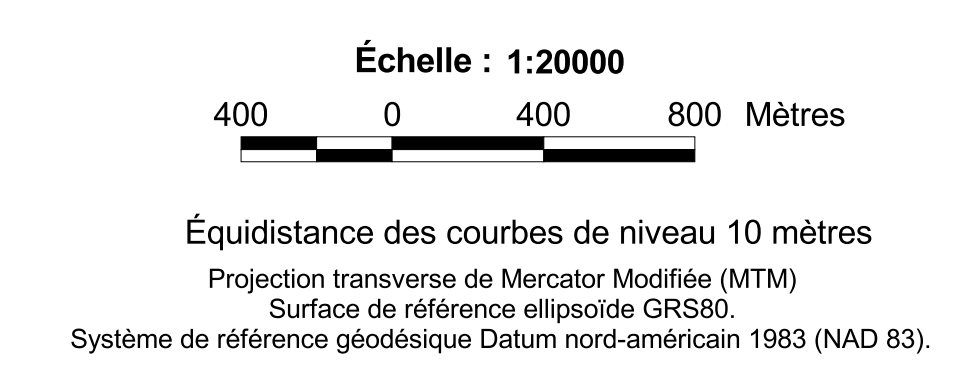 Échelle : 1:20000
400 0 400 800 Mètres
Équidistance des courbes de niveau 10 mètres
Projection transverse de Mercator Modifiée (MTM)
Surface de référence ellipsoïde GRS80.
Système de référence géodésique Datum nord-américain 1983 (NAD 83).